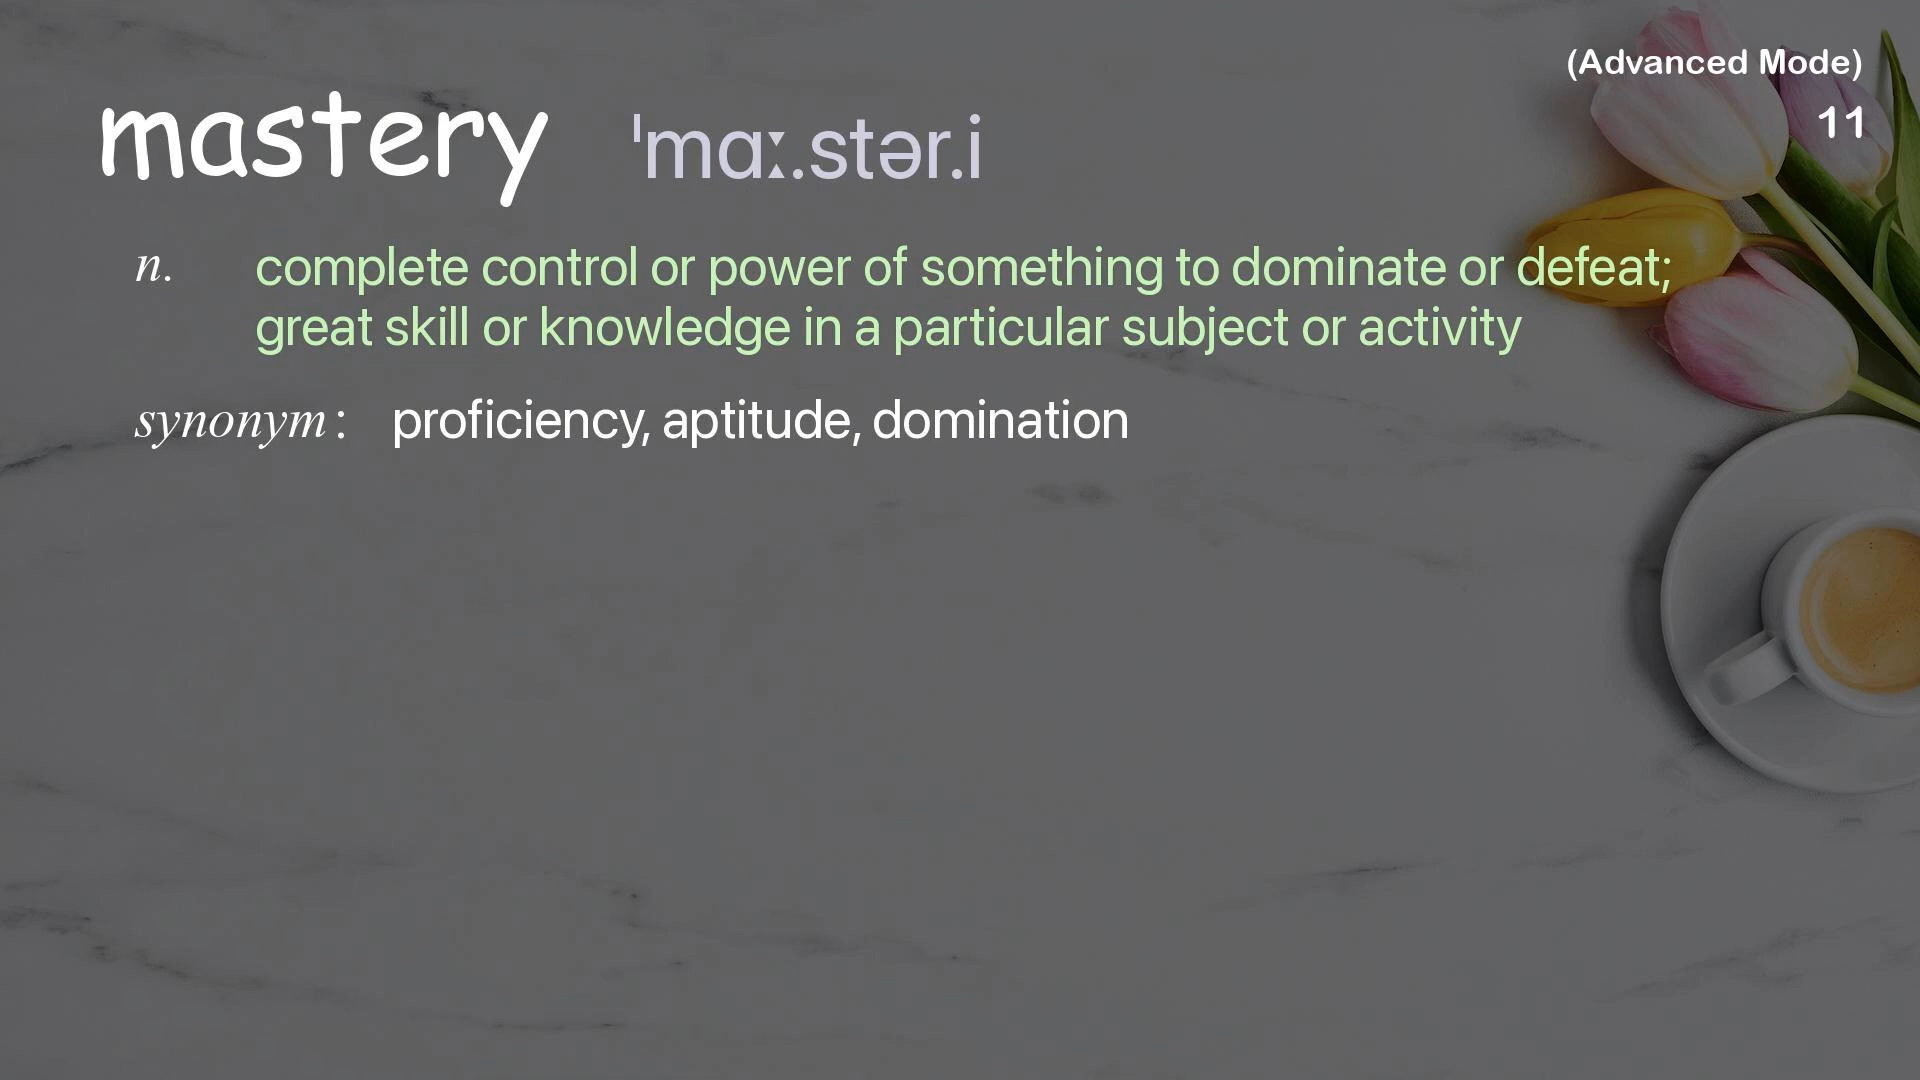 (Advanced Mode)
11
mastery ˈmɑː.stər.i
n. complete control or power of something to dominate or defeat;
great skill or knowledge in a particular subject or activity
synonym : proficiency, aptitude, domination